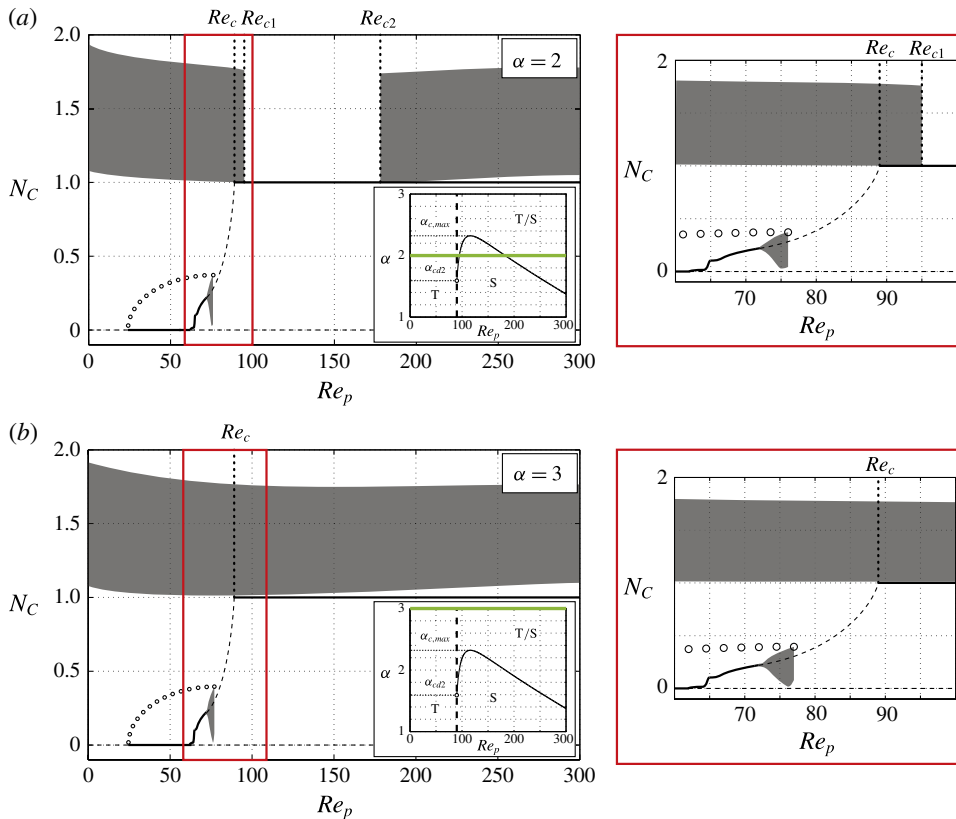 (a)
Re_c Re_c1 Re_c2
2.0
1.5
1.0
0.5
0
N_C
α = 2
0 50 100 150 200 250 300
Re_p
3
2
1
α
α_c,max
α_cd2
T/S
T
S
0 100 200 300
Re_p
Re_c Re_c1
2
1
0
N_C
70 80 90
Re_p
(b)
Re_c
2.0
1.5
1.0
0.5
0
N_C
α = 3
0 50 100 150 200 250 300
Re_p
3
2
1
α
α_c,max
α_cd2
T/S
T
S
0 100 200 300
Re_p
Re_c
2
1
0
N_C
70 80 90
Re_p